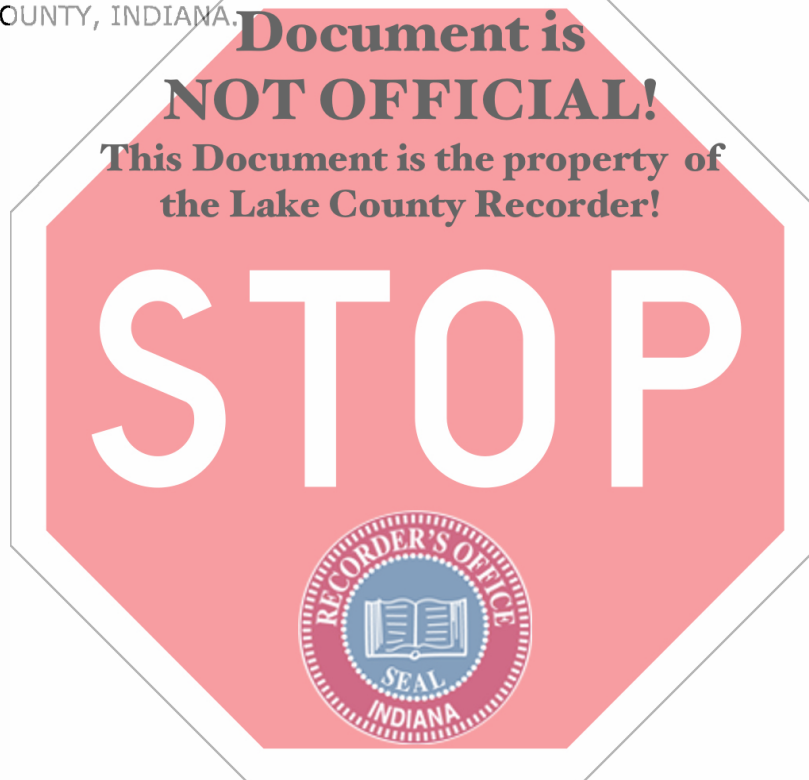 OUNTY, INDIANA.
Document is
NOT OFFICIAL!
This Document is the property of
the Lake County Recorder!
STOP
RECORDER'S OFFICE
SEAL
INDIANA